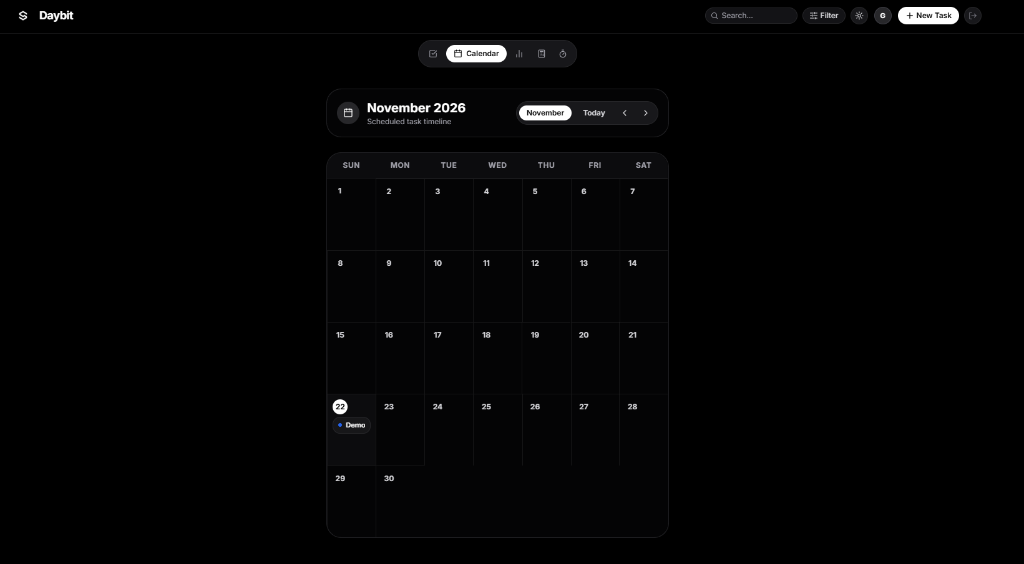 Daybit
Search...
Filter
G
New Task
Calendar
November 2026
Scheduled task timeline
November
Today
SUN MON TUE WED THU FRI SAT
1 2 3 4 5 6 7
8 9 10 11 12 13 14
15 16 17 18 19 20 21
22 23 24 25 26 27 28
Demo
29 30